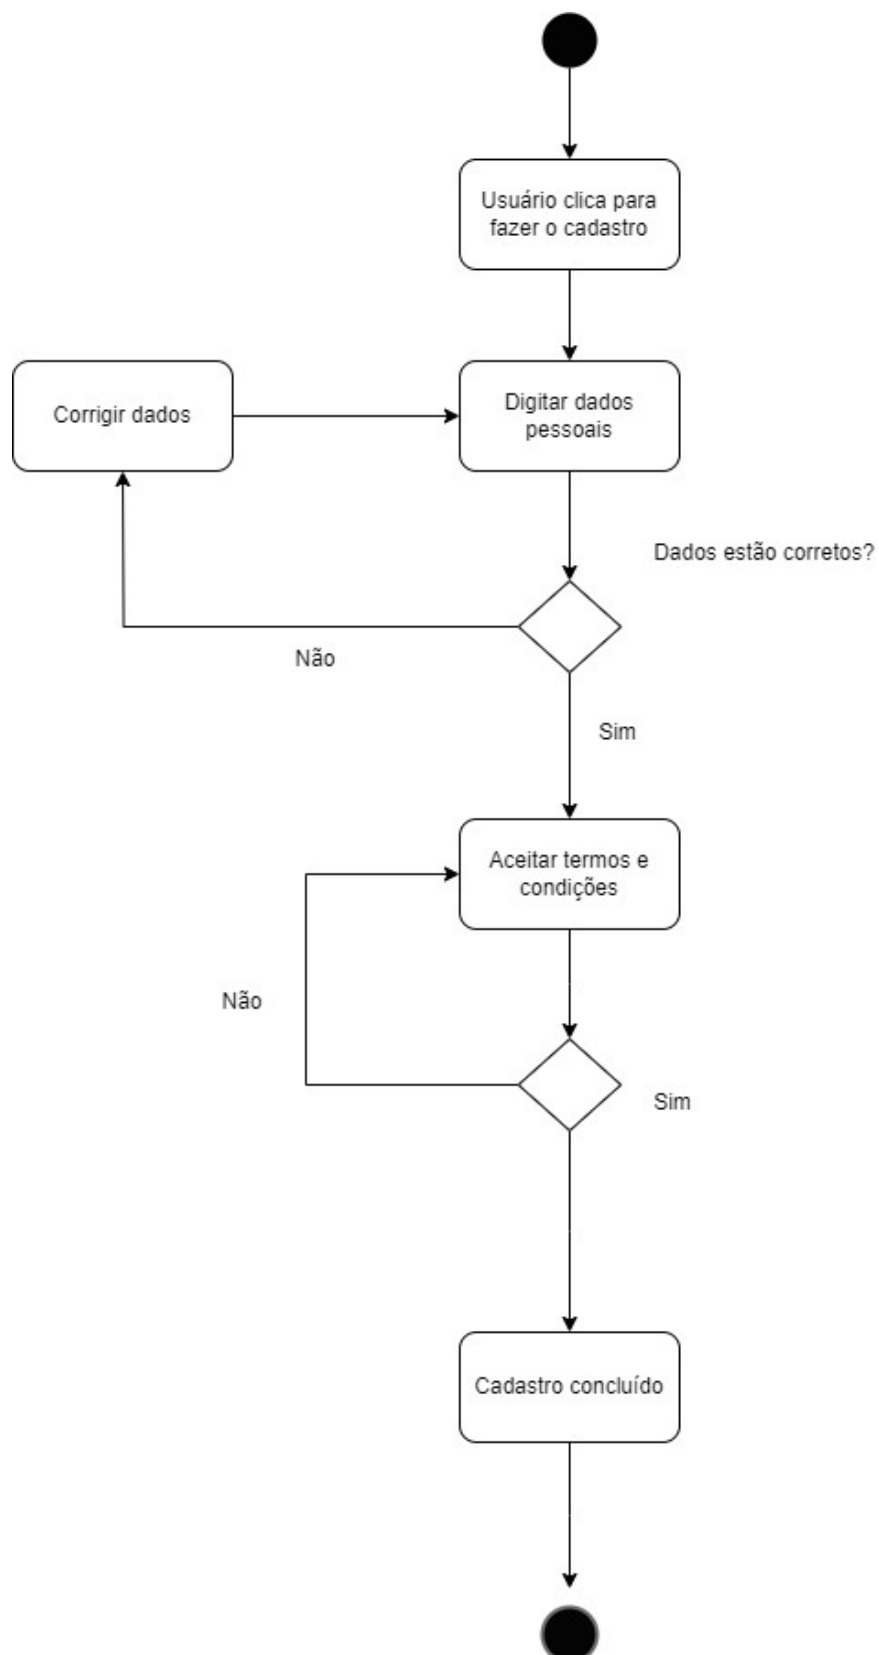 Usuário clica para
fazer o cadastro
Corrigir dados
Digitar dados
pessoais
Dados estão corretos?
Não
Sim
Aceitar termos e
condições
Não
Sim
Cadastro concluído